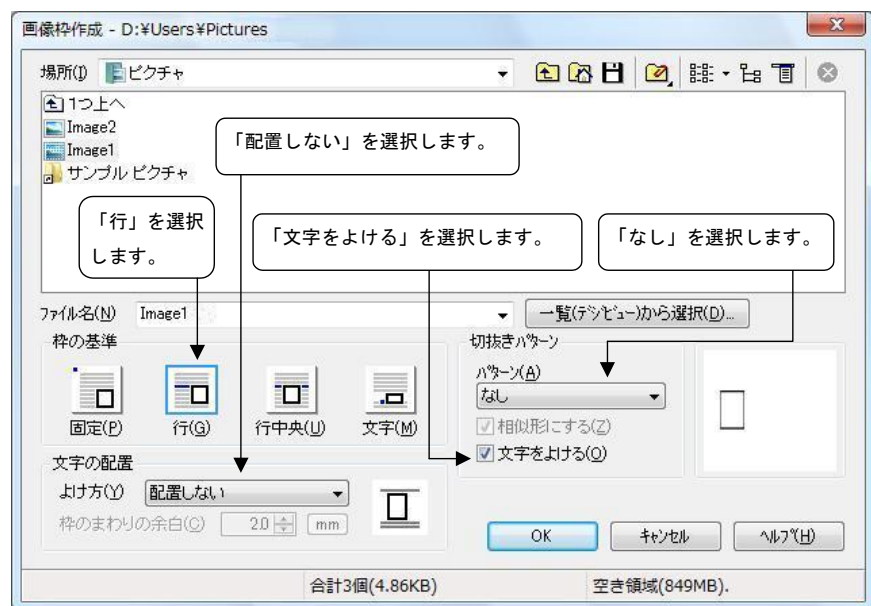 画像枠作成 - D:¥Users¥Pictures
場所(I) ピクチャ
1つ上へ
Image2
Image1
サンプル ピクチャ
「配置しない」を選択します。
「行」を選択
します。
「文字をよける」を選択します。
「なし」を選択します。
ファイル名(N) Image1
一覧(デジビュー)から選択(D)...
枠の基準
固定(P) 行(G) 行中央(U) 文字(M)
切抜きパターン
パターン(A)
なし
相似形にする(Z)
文字をよける(O)
文字の配置
よけ方(Y) 配置しない
枠のまわりの余白(C) 2.0 mm
OK キャンセル ヘルプ(H)
合計3個(4.86KB) 空き領域(849MB).